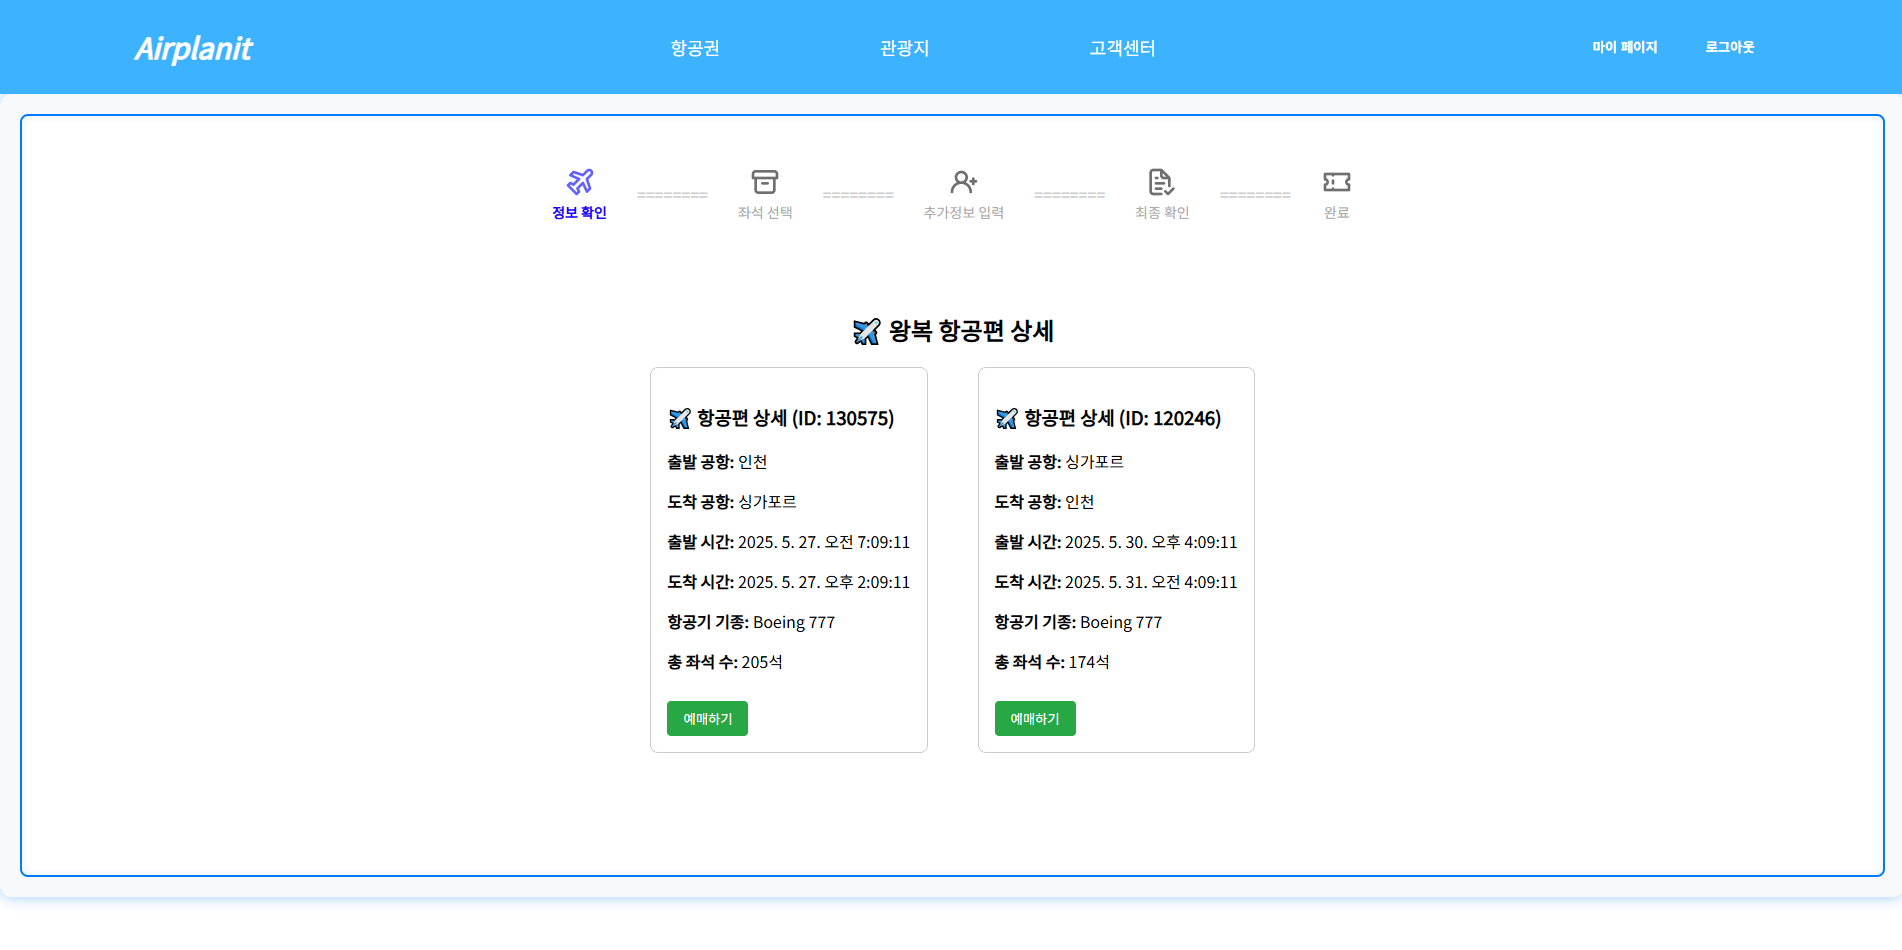 Airplanit 항공권 관광지 고객센터 마이 페이지 로그아웃
======== ======== ======== ========
정보 확인 좌석 선택 추가정보 입력 최종 확인 완료
✈️ 왕복 항공편 상세
✈️ 항공편 상세 (ID: 130575)
출발 공항: 인천
도착 공항: 싱가포르
출발 시간: 2025. 5. 27. 오전 7:09:11
도착 시간: 2025. 5. 27. 오후 2:09:11
항공기 기종: Boeing 777
총 좌석 수: 205석
예매하기
✈️ 항공편 상세 (ID: 120246)
출발 공항: 싱가포르
도착 공항: 인천
출발 시간: 2025. 5. 30. 오후 4:09:11
도착 시간: 2025. 5. 31. 오전 4:09:11
항공기 기종: Boeing 777
총 좌석 수: 174석
예매하기